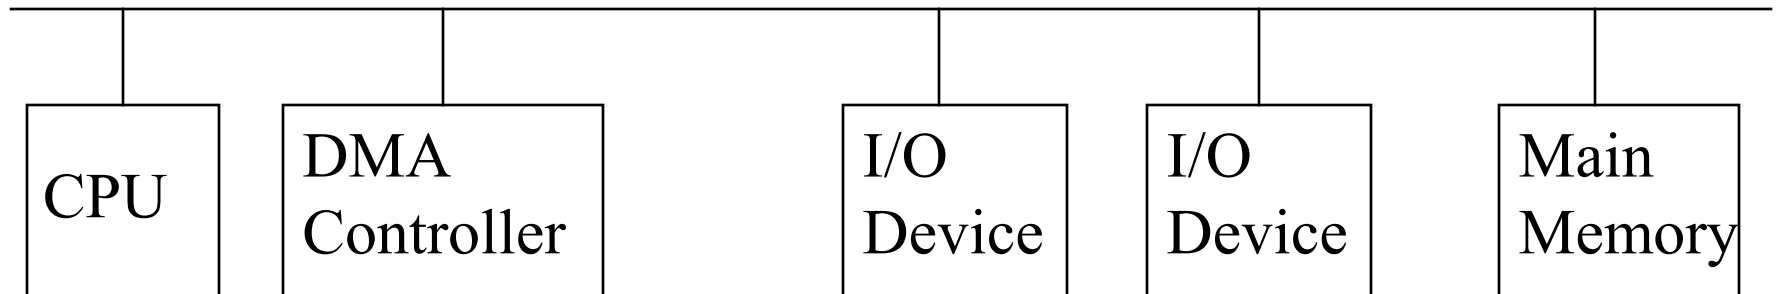 CPU
DMA
Controller
I/O
Device
I/O
Device
Main
Memory